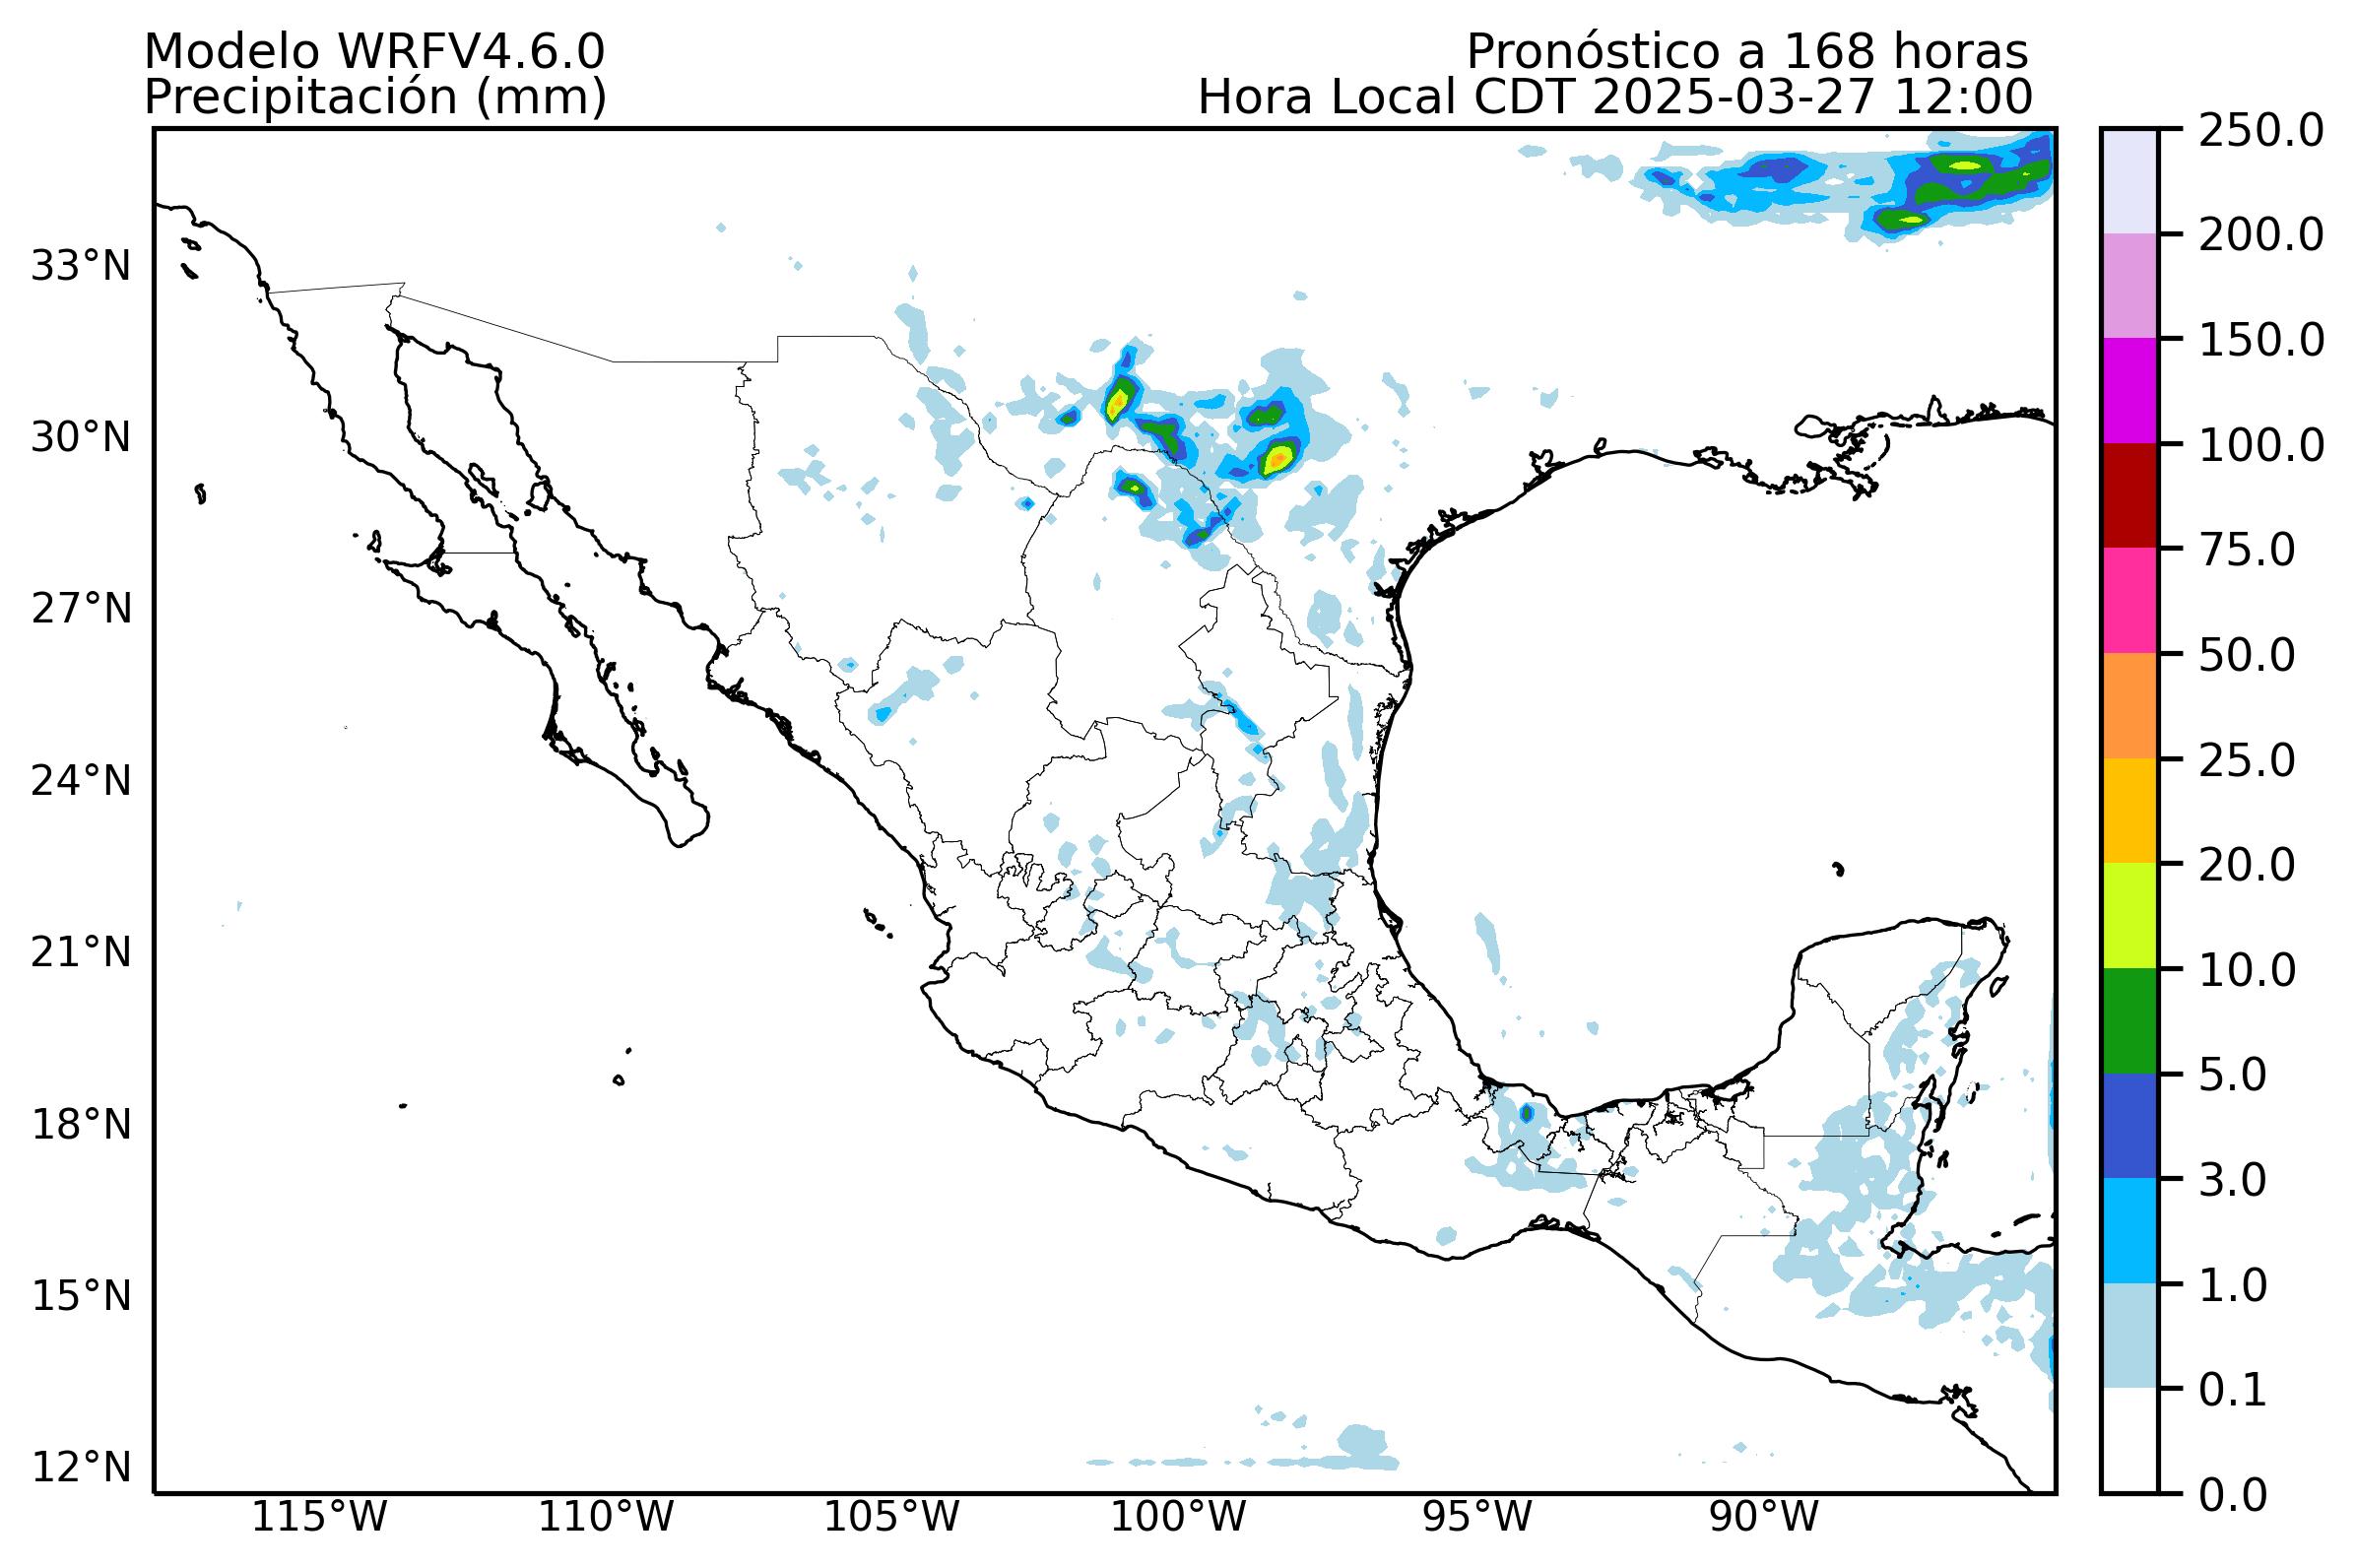 Modelo WRFV4.6.0
Precipitación (mm)
Pronóstico a 168 horas
Hora Local CDT 2025-03-27 12:00
33°N
30°N
27°N
24°N
21°N
18°N
15°N
12°N
115°W
110°W
105°W
100°W
95°W
90°W
250.0
200.0
150.0
100.0
75.0
50.0
25.0
20.0
10.0
5.0
3.0
1.0
0.1
0.0